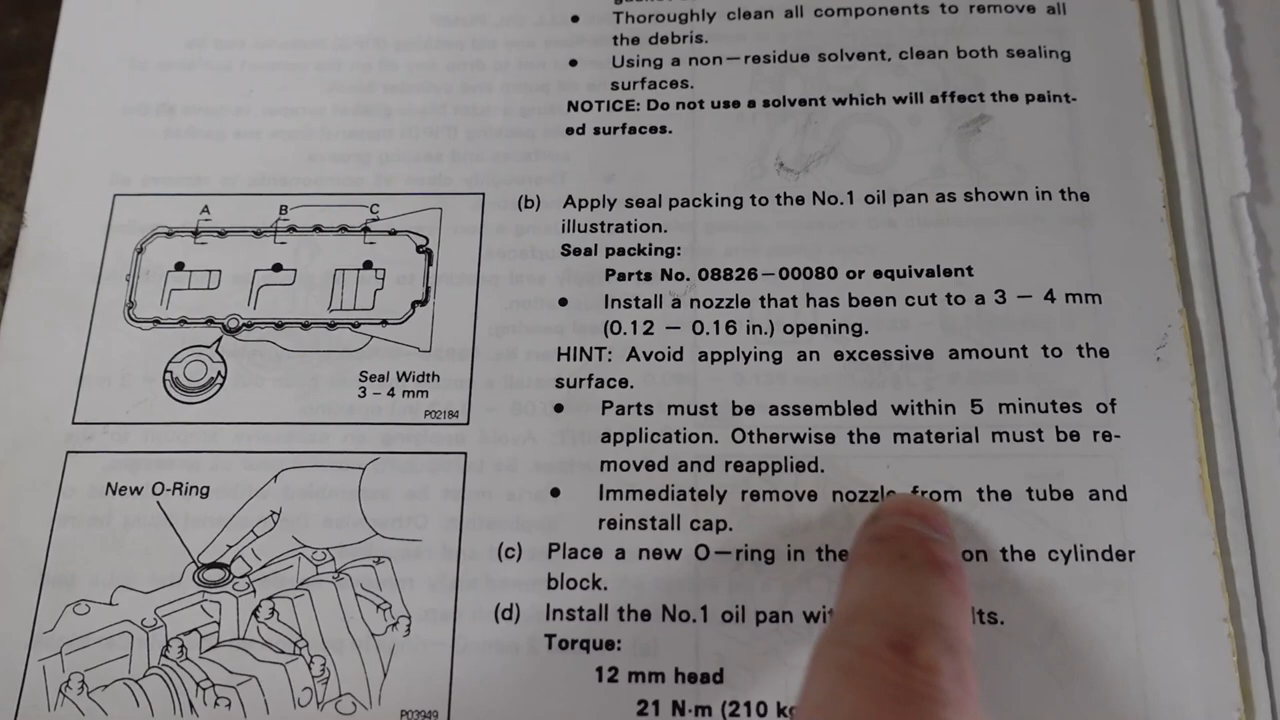 Thoroughly clean all components to remove all
the debris.
Using a non—residue solvent, clean both sealing
surfaces.
NOTICE: Do not use a solvent which will affect the paint-
ed surfaces.
A B C
Seal Width
3 – 4 mm
P02184
(b) Apply seal packing to the No.1 oil pan as shown in the
illustration.
Seal packing:
Parts No. 08826—00080 or equivalent
• Install a nozzle that has been cut to a 3 — 4 mm
(0.12 — 0.16 in.) opening.
HINT: Avoid applying an excessive amount to the
surface.
• Parts must be assembled within 5 minutes of
application. Otherwise the material must be re-
moved and reapplied.
• Immediately remove nozzle from the tube and
reinstall cap.
New O-Ring
P03949
(c) Place a new O—ring in the on the cylinder
block.
(d) Install the No.1 oil pan
Torque:
12 mm head
21 N·m (210